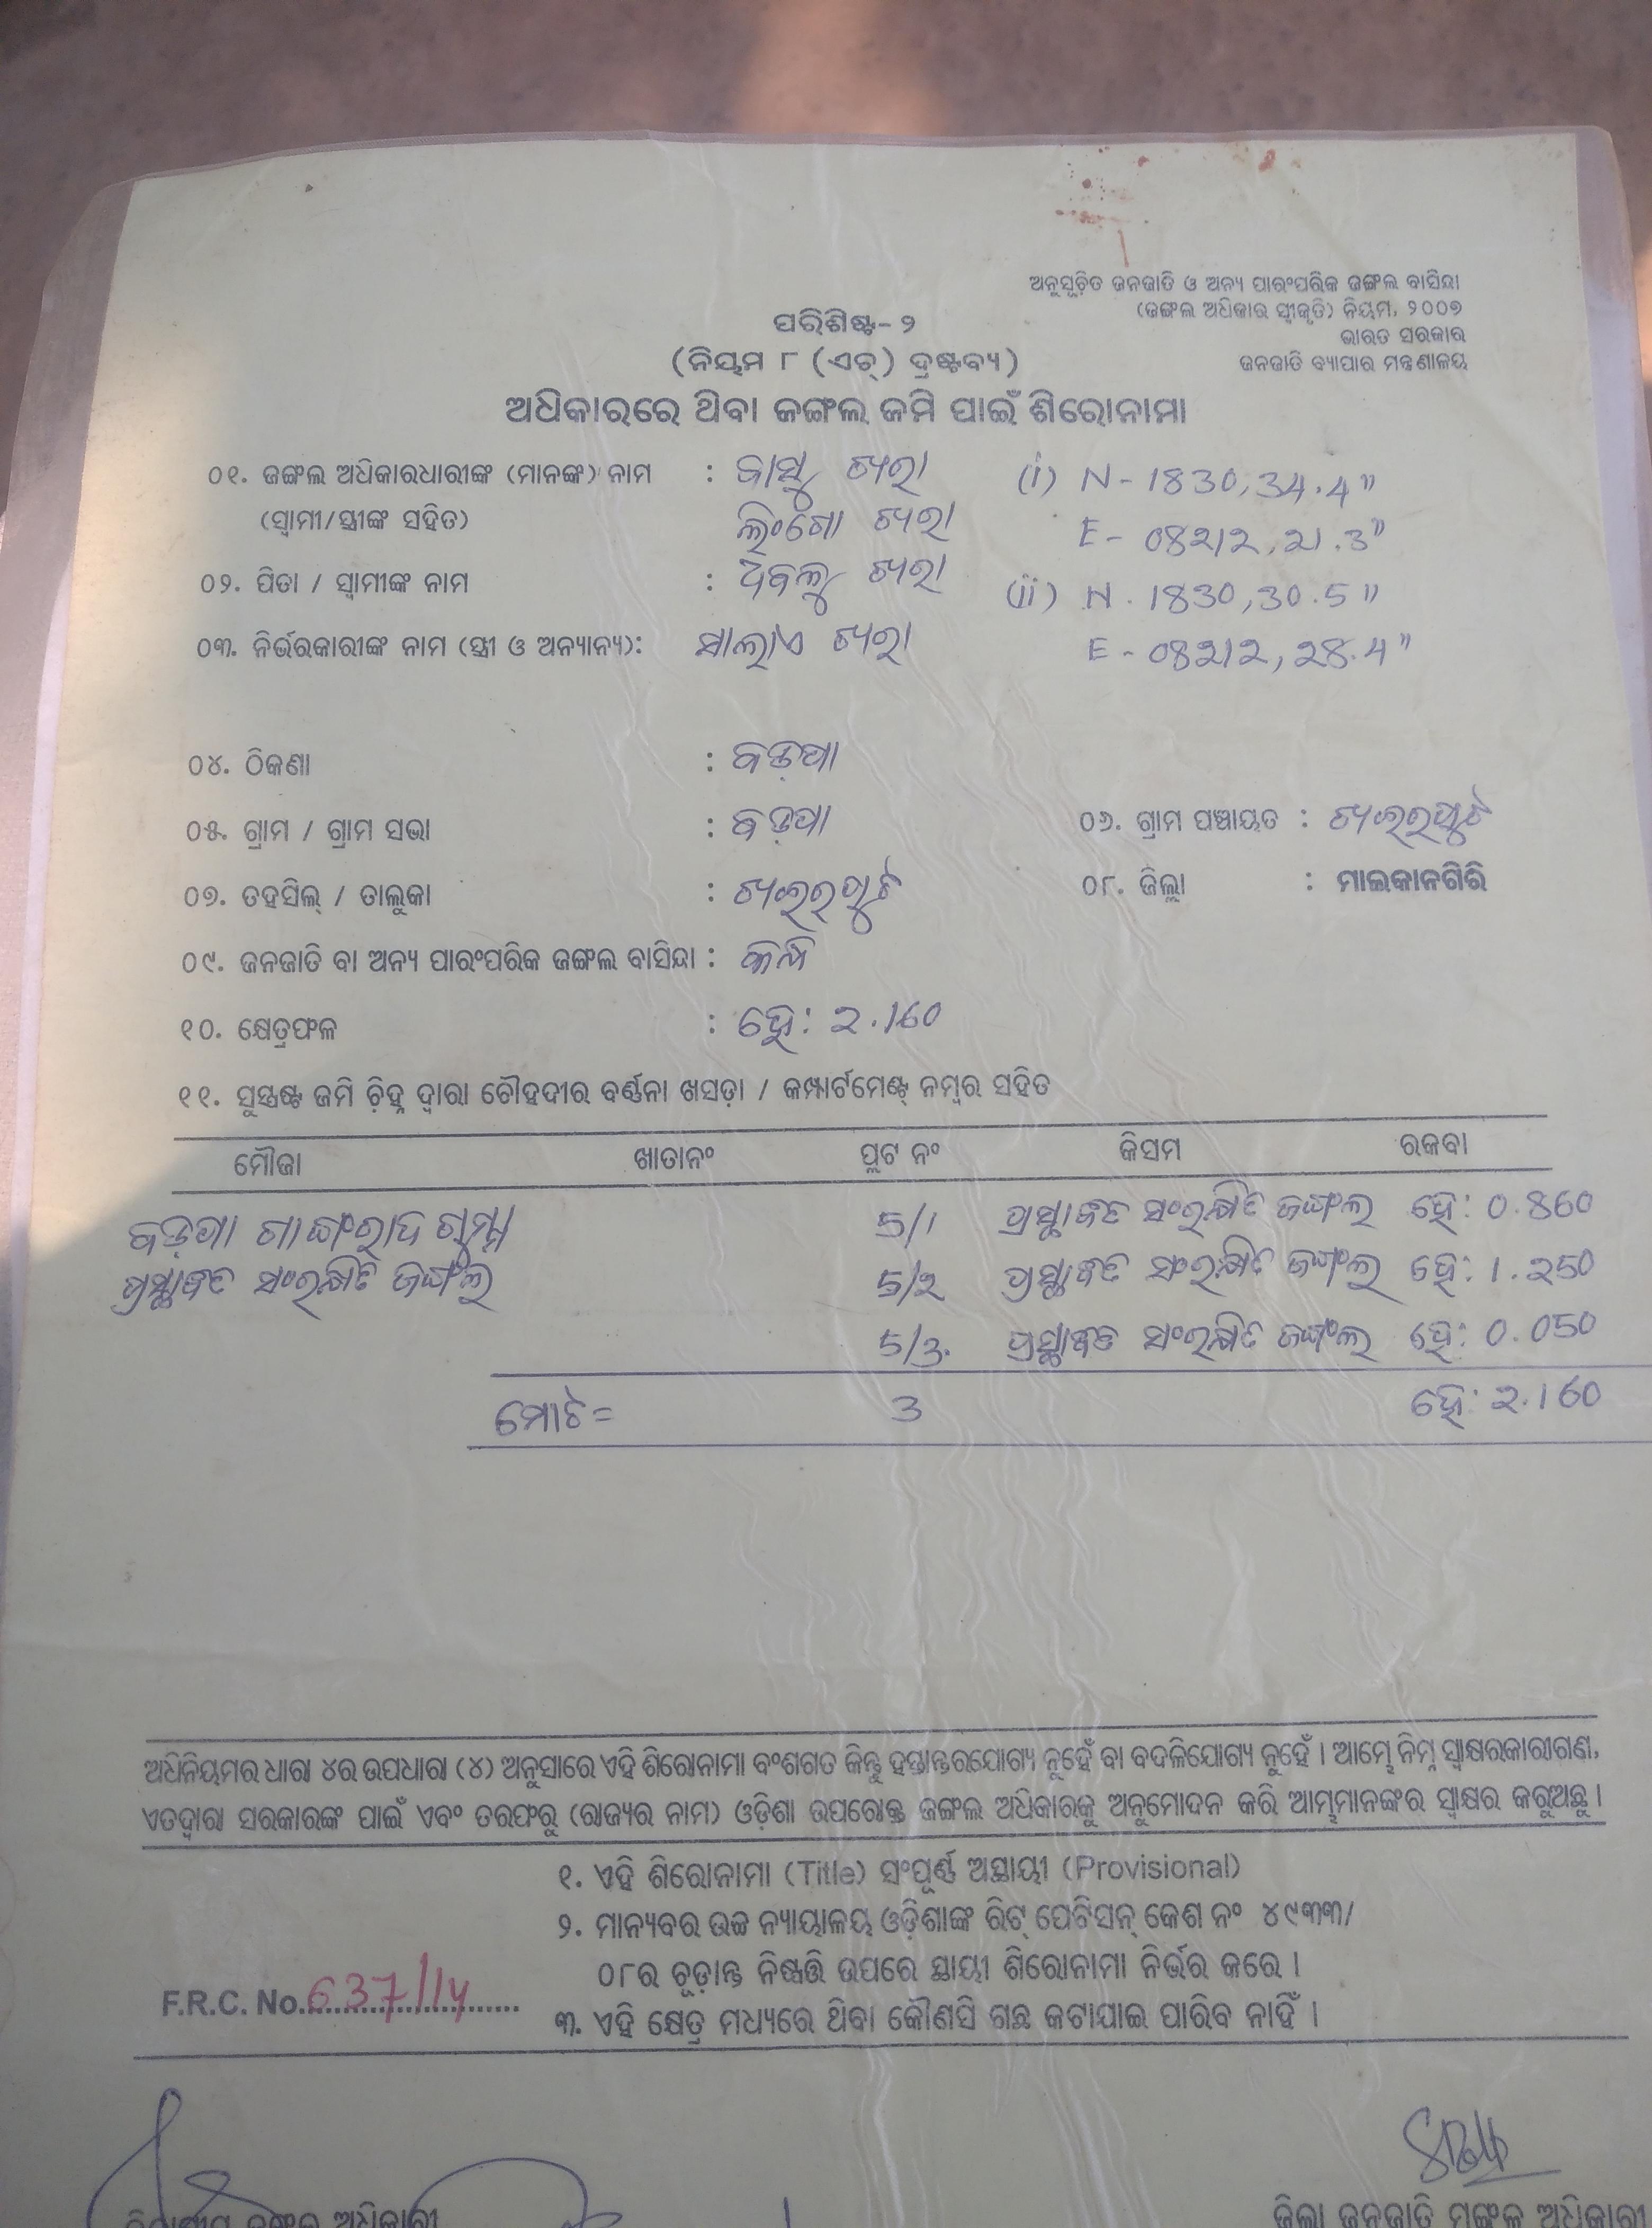 ଅନୁସୂଚିତ ଜନଜାତି ଓ ଅନ୍ୟ ପାରଂପରିକ ଜଙ୍ଗଲ ବାସିନ୍ଦା
(ଜଙ୍ଗଲ ଅଧିକାର ସ୍ୱୀକୃତି) ନିୟମ, ୨୦୦୭
ଭାରତ ସରକାର
ଜନଜାତି ବ୍ୟାପାର ମନ୍ତ୍ରଣାଳୟ
ପରିଶିଷ୍ଟ-୨
(ନିୟମ ୮ (ଏଚ୍) ଦ୍ରଷ୍ଟବ୍ୟ)
ଅଧିକାରରେ ଥିବା ଜଙ୍ଗଲ ଜମି ପାଇଁ ଶିରୋନାମା
୦୧. ଜଙ୍ଗଲ ଅଧିକାରଧାରୀଙ୍କ (ମାନଙ୍କ) ନାମ : ବାସୁ ଖରା (i) N - 1830, 34.4"
(ସ୍ୱାମୀ/ସ୍ତ୍ରୀଙ୍କ ସହିତ) ଲିଂଗୋ ଖରା E - 08212, 21.3"
୦୨. ପିତା / ସ୍ୱାମୀଙ୍କ ନାମ : ଖରା (ii) N. 1830, 30.5"
୦୩. ନିର୍ଭରକାରୀଙ୍କ ନାମ (ସ୍ତ୍ରୀ ଓ ଅନ୍ୟାନ୍ୟ): ଖରା E - 08212, 28.4"
୦୪. ଠିକଣା : ବଡ଼ପା
୦୫. ଗ୍ରାମ / ଗ୍ରାମ ସଭା : ବଡ଼ପା ୦୬. ଗ୍ରାମ ପଞ୍ଚାୟତ : ଖଇରପୁଟ
୦୭. ତହସିଲ୍ / ତାଲୁକା : ଖଇରପୁଟ ୦୮. ଜିଲ୍ଲା : ମାଲକାନଗିରି
୦୯. ଜନଜାତି ବା ଅନ୍ୟ ପାରଂପରିକ ଜଙ୍ଗଲ ବାସିନ୍ଦା :
୧୦. କ୍ଷେତ୍ରଫଳ : ହେ: 2.160
୧୧. ସୁସ୍ପଷ୍ଟ ଜମି ଚିହ୍ନ ଦ୍ୱାରା ଚୌହଦୀର ବର୍ଣ୍ଣନା ଖସଡ଼ା / କମ୍ପାର୍ଟମେଣ୍ଟ୍ ନମ୍ବର ସହିତ
ମୌଜା ଖାତାନଂ ପ୍ଲଟ ନଂ କିସମ ରକବା
ବଡ଼ପା 5/1 ପ୍ରସ୍ତାବିତ ସଂରକ୍ଷିତ ଜଙ୍ଗଲ ହେ: 0.860
ପ୍ରସ୍ତାବିତ ସଂରକ୍ଷିତ ଜଙ୍ଗଲ 5/2 ପ୍ରସ୍ତାବିତ ସଂରକ୍ଷିତ ଜଙ୍ଗଲ ହେ: 1.250
5/3. ପ୍ରସ୍ତାବିତ ସଂରକ୍ଷିତ ଜଙ୍ଗଲ ହେ: 0.050
ମୋଟ = 3 ହେ: 2.160
ଅଧିନିୟମର ଧାରା ୪ର ଉପଧାରା (୪) ଅନୁସାରେ ଏହି ଶିରୋନାମା ବଂଶଗତ କିନ୍ତୁ ହସ୍ତାନ୍ତରଯୋଗ୍ୟ ନୁହେଁ ବା ବଦଳିଯୋଗ୍ୟ ନୁହେଁ । ଆମ୍ଭେ ନିମ୍ନ ସ୍ୱାକ୍ଷରକାରୀଗଣ,
ଏତଦ୍ୱାରା ସରକାରଙ୍କ ପାଇଁ ଏବଂ ତରଫରୁ (ରାଜ୍ୟର ନାମ) ଓଡ଼ିଶା ଉପରୋକ୍ତ ଜଙ୍ଗଲ ଅଧିକାରକୁ ଅନୁମୋଦନ କରି ଆମ୍ଭମାନଙ୍କର ସ୍ୱାକ୍ଷର କରୁଅଛୁ ।
୧. ଏହି ଶିରୋନାମା (Title) ସଂପୂର୍ଣ୍ଣ ଅସ୍ଥାୟୀ (Provisional)
୨. ମାନ୍ୟବର ଉଚ୍ଚ ନ୍ୟାୟାଳୟ ଓଡ଼ିଶାଙ୍କ ରିଟ୍ ପେଟିସନ୍ କେଶ ନଂ ୪୯୩୩/
୦୮ର ଚୂଡ଼ାନ୍ତ ନିଷ୍ପତ୍ତି ଉପରେ ସ୍ଥାୟୀ ଶିରୋନାମା ନିର୍ଭର କରେ ।
F.R.C. No. 637/14
୩. ଏହି କ୍ଷେତ୍ର ମଧ୍ୟରେ ଥିବା କୌଣସି ଗଛ କଟାଯାଇ ପାରିବ ନାହିଁ ।
ଜଙ୍ଗଲ ଅଧିକାରୀ ଜିଲ୍ଲା ଜନଜାତି ମଙ୍ଗଳ ଅଧିକାରୀ